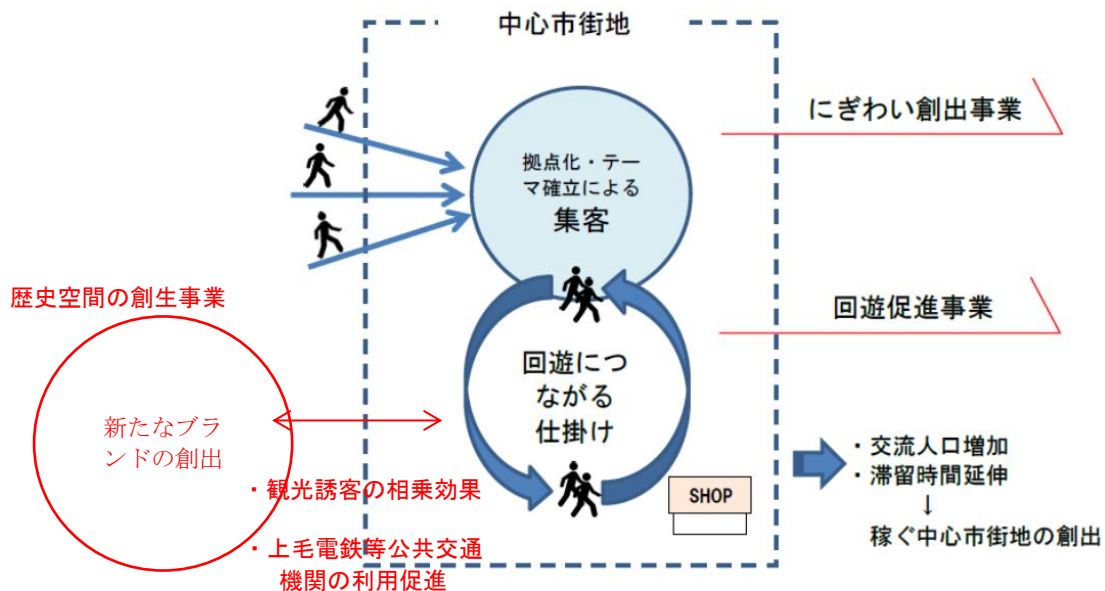 中心市街地
にぎわい創出事業
拠点化・テー
マ確立による
集客
歴史空間の創生事業
回遊促進事業
回遊につ
ながる
仕掛け
新たなブラ
ンドの創出
・観光誘客の相乗効果
・上毛電鉄等公共交通
機関の利用促進
SHOP
・交流人口増加
・滞留時間延伸
↓
稼ぐ中心市街地の創出